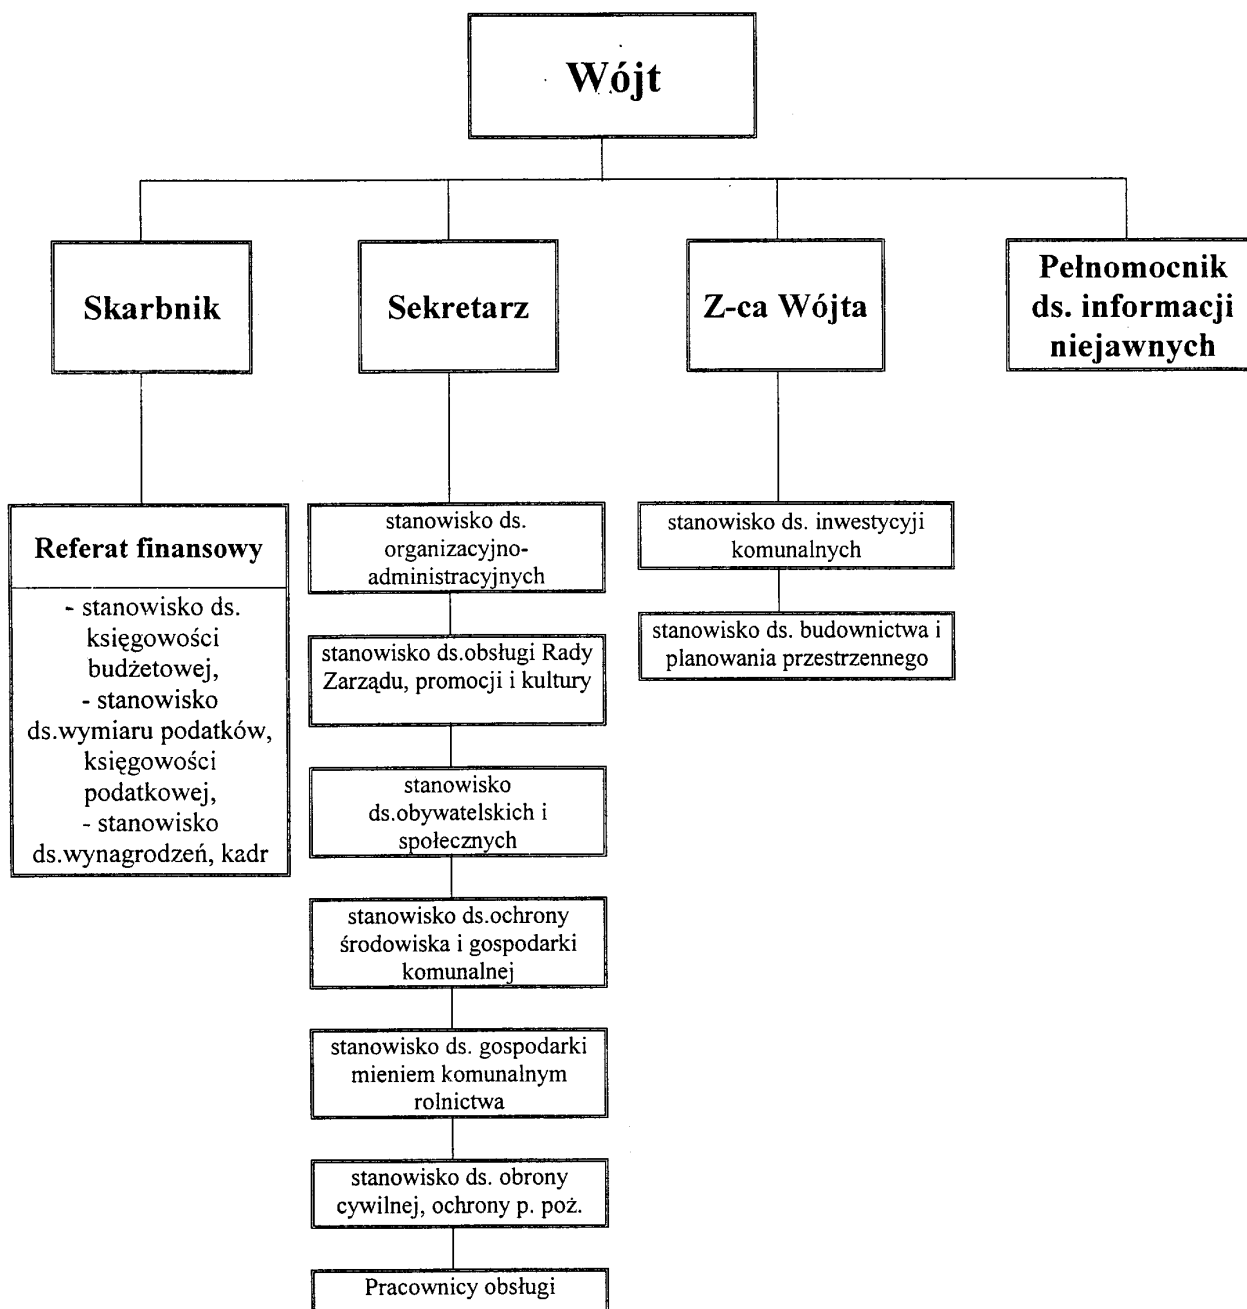 Wójt
Skarbnik
Sekretarz
Z-ca Wójta
Pełnomocnik
ds. informacji
niejawnych
Referat finansowy
- stanowisko ds.
księgowości
budżetowej,
- stanowisko
ds.wymiaru podatków,
księgowości
podatkowej,
- stanowisko
ds.wynagrodzeń, kadr
stanowisko ds.
organizacyjno-
administracyjnych
stanowisko ds.obsługi Rady
Zarządu, promocji i kultury
stanowisko
ds.obywatelskich i
społecznych
stanowisko ds.ochrony
środowiska i gospodarki
komunalnej
stanowisko ds. gospodarki
mieniem komunalnym
rolnictwa
stanowisko ds. obrony
cywilnej, ochrony p. poż.
Pracownicy obsługi
stanowisko ds. inwestycyji
komunalnych
stanowisko ds. budownictwa i
planowania przestrzennego